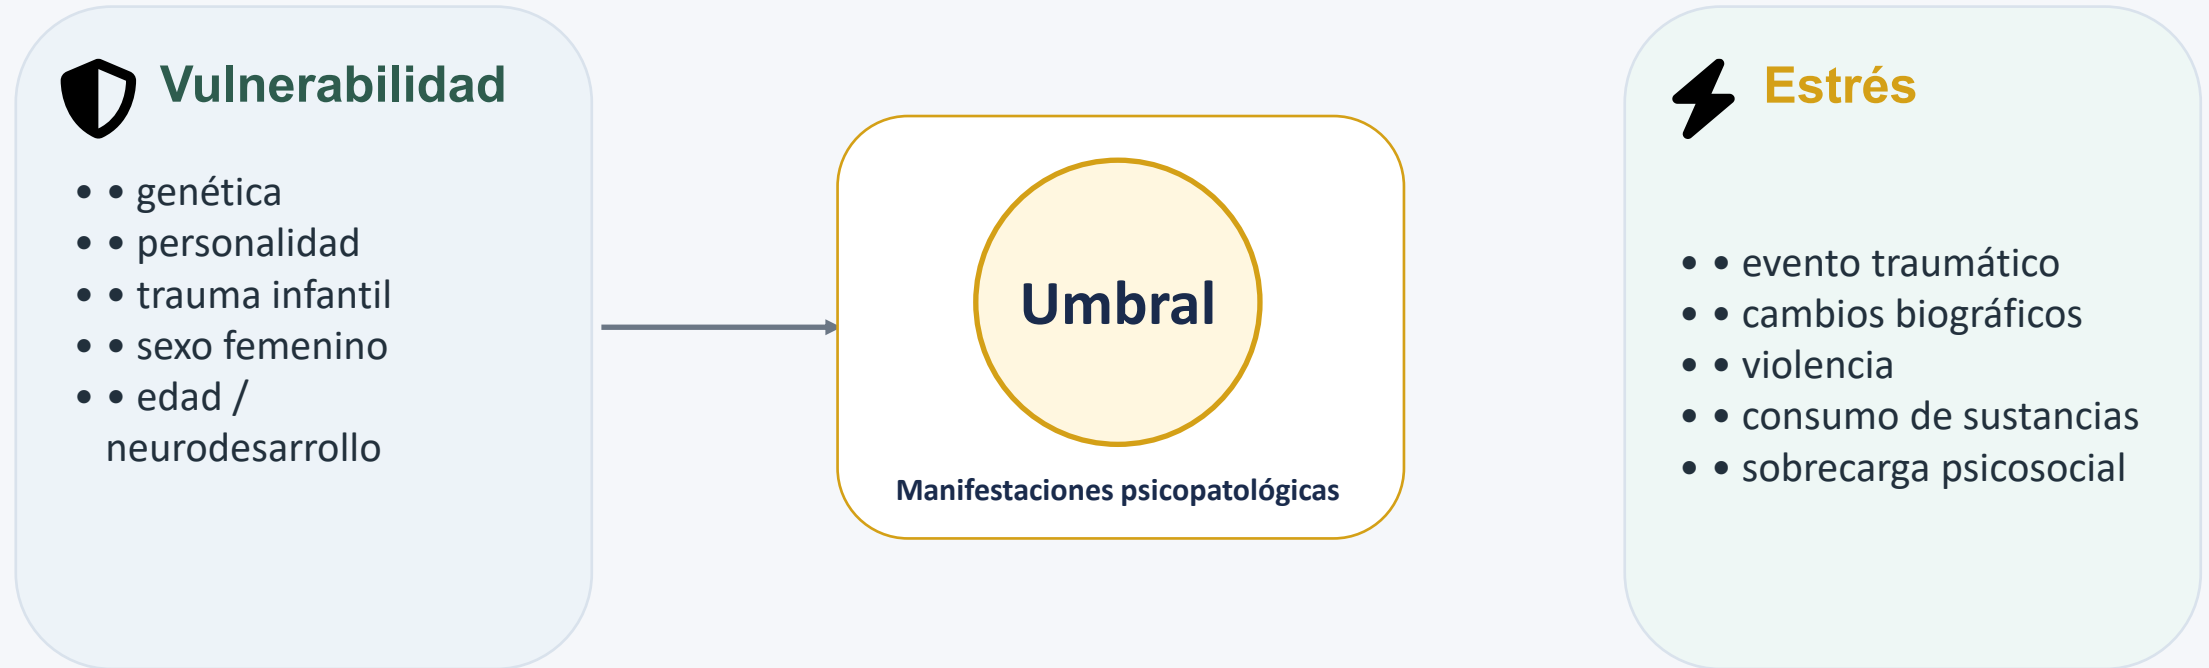 Vulnerabilidad
• • genética
• • personalidad
• • trauma infantil
• • sexo femenino
• • edad /
neurodesarrollo
Umbral
Manifestaciones psicopatológicas
Estrés
• • evento traumático
• • cambios biográficos
• • violencia
• • consumo de sustancias
• • sobrecarga psicosocial